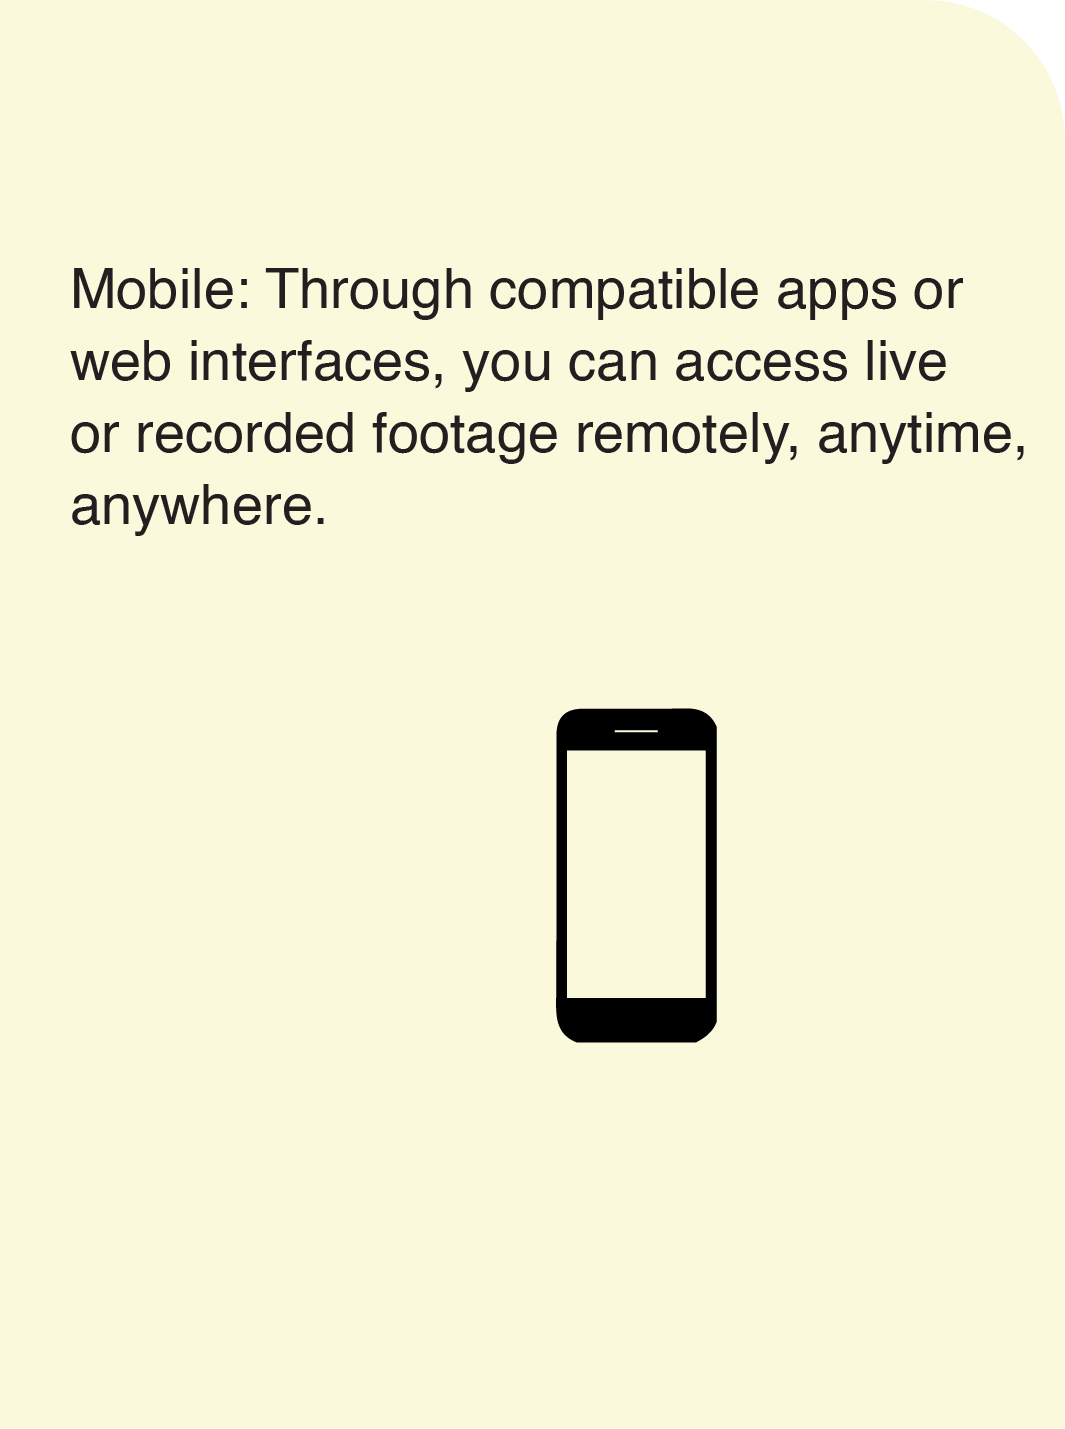 Mobile: Through compatible apps or
web interfaces, you can access live
or recorded footage remotely, anytime,
anywhere.